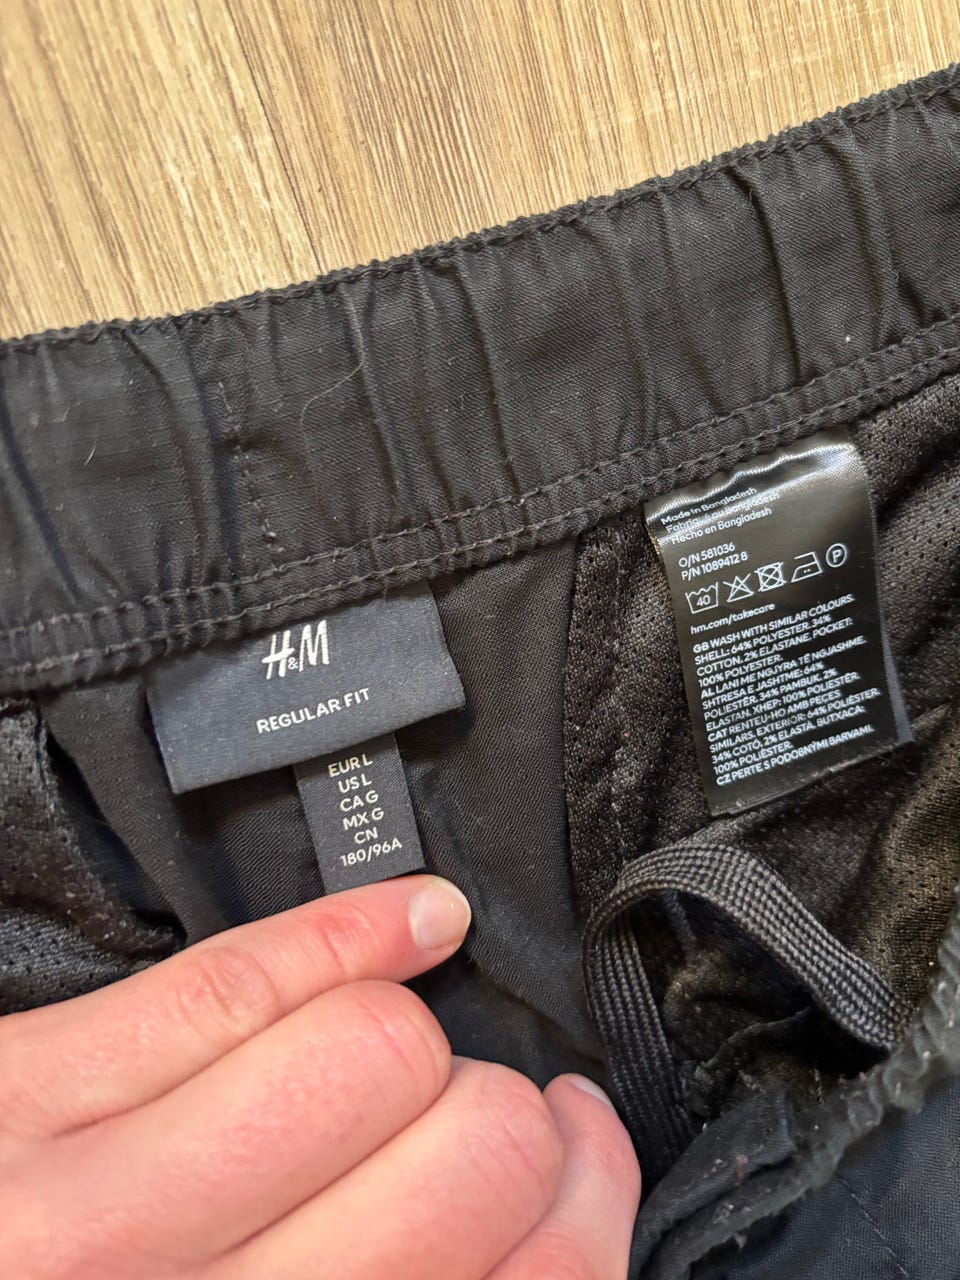 H&M
REGULAR FIT
EUR L
US L
CA G
MX G
CN
180/96A
Made in Bangladesh
Fabriqué au Bangladesh
Hecho en Bangladesh
O/N 581036
P/N 1089412 8
40
P
hm.com/takecare
GB WASH WITH SIMILAR COLOURS.
SHELL: 64% POLYESTER. 34%
COTTON. 2% ELASTANE. POCKET:
100% POLYESTER.
AL LANI ME NGJYRA TË NGJASHME.
SHTRESA E JASHTME: 64%
POLIESTËR. 34% PAMBUK. 2%
ELASTAN. XHEP: 100% POLIESTËR.
CAT RENTEU-HO AMB PECES
SIMILARS. EXTERIOR: 64% POLIÈSTER.
34% COTÓ. 2% ELASTÀ. BUTXACA:
100% POLIÈSTER.
CZ PERTE S PODOBNÝMI BARVAMI.